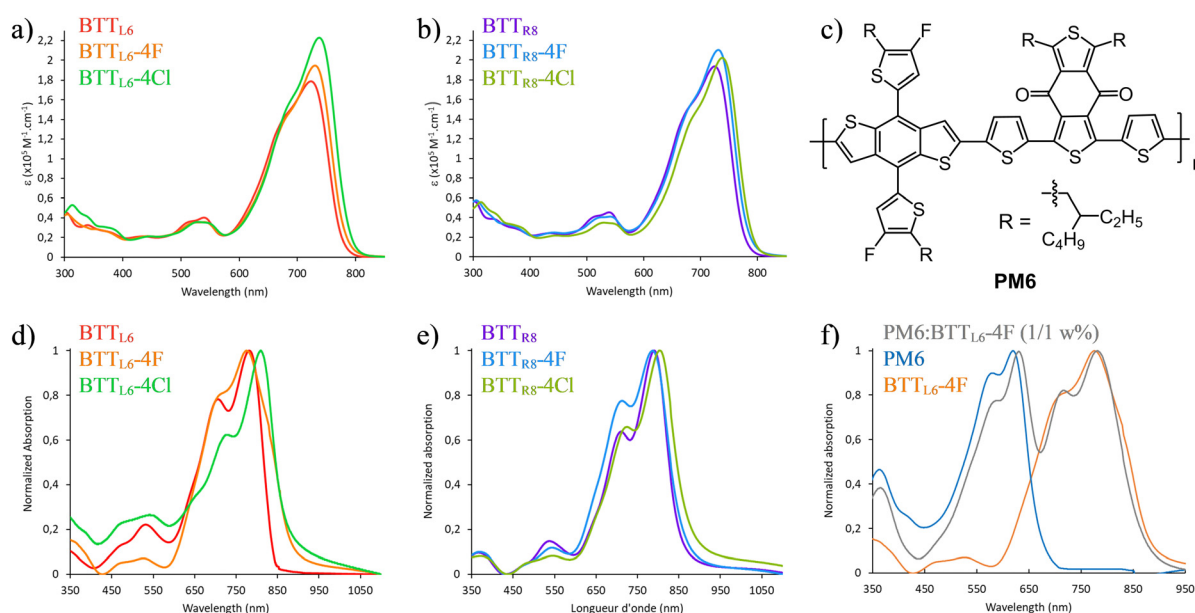 a)
BTTL6
BTTL6-4F
BTTL6-4Cl
ε (x10⁵ M⁻¹.cm⁻¹)
2,2
2
1,8
1,6
1,4
1,2
1
0,8
0,6
0,4
0,2
0
300 400 500 600 700 800
Wavelength (nm)
b)
BTTR8
BTTR8-4F
BTTR8-4Cl
ε (x10⁵ M⁻¹.cm⁻¹)
2,2
2
1,8
1,6
1,4
1,2
1
0,8
0,6
0,4
0,2
0
300 400 500 600 700 800
Wavelength (nm)
c)
R F S R S R
O O
S S S S S
n
S F R
R = C2H5
C4H9
PM6
d)
BTTL6
BTTL6-4F
BTTL6-4Cl
Normalized Absorption
1
0,8
0,6
0,4
0,2
0
350 450 550 650 750 850 950 1050
Wavelength (nm)
e)
BTTR8
BTTR8-4F
BTTR8-4Cl
Normalized absorption
1
0,8
0,6
0,4
0,2
0
350 450 550 650 750 850 950 1050
Longueur d'onde (nm)
f)
PM6:BTTL6-4F (1/1 w%)
PM6
BTTL6-4F
Normalized absorption
1
0,8
0,6
0,4
0,2
0
350 450 550 650 750 850 950
Wavelength (nm)